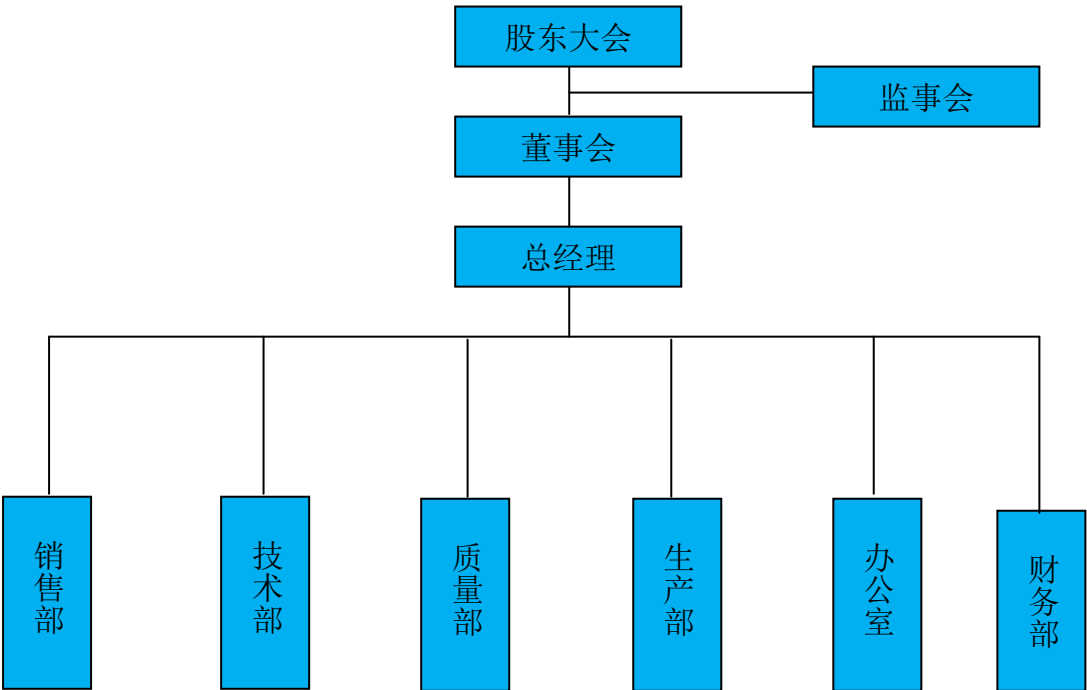 股东大会
监事会
董事会
总经理
销售部
技术部
质量部
生产部
办公室
财务部